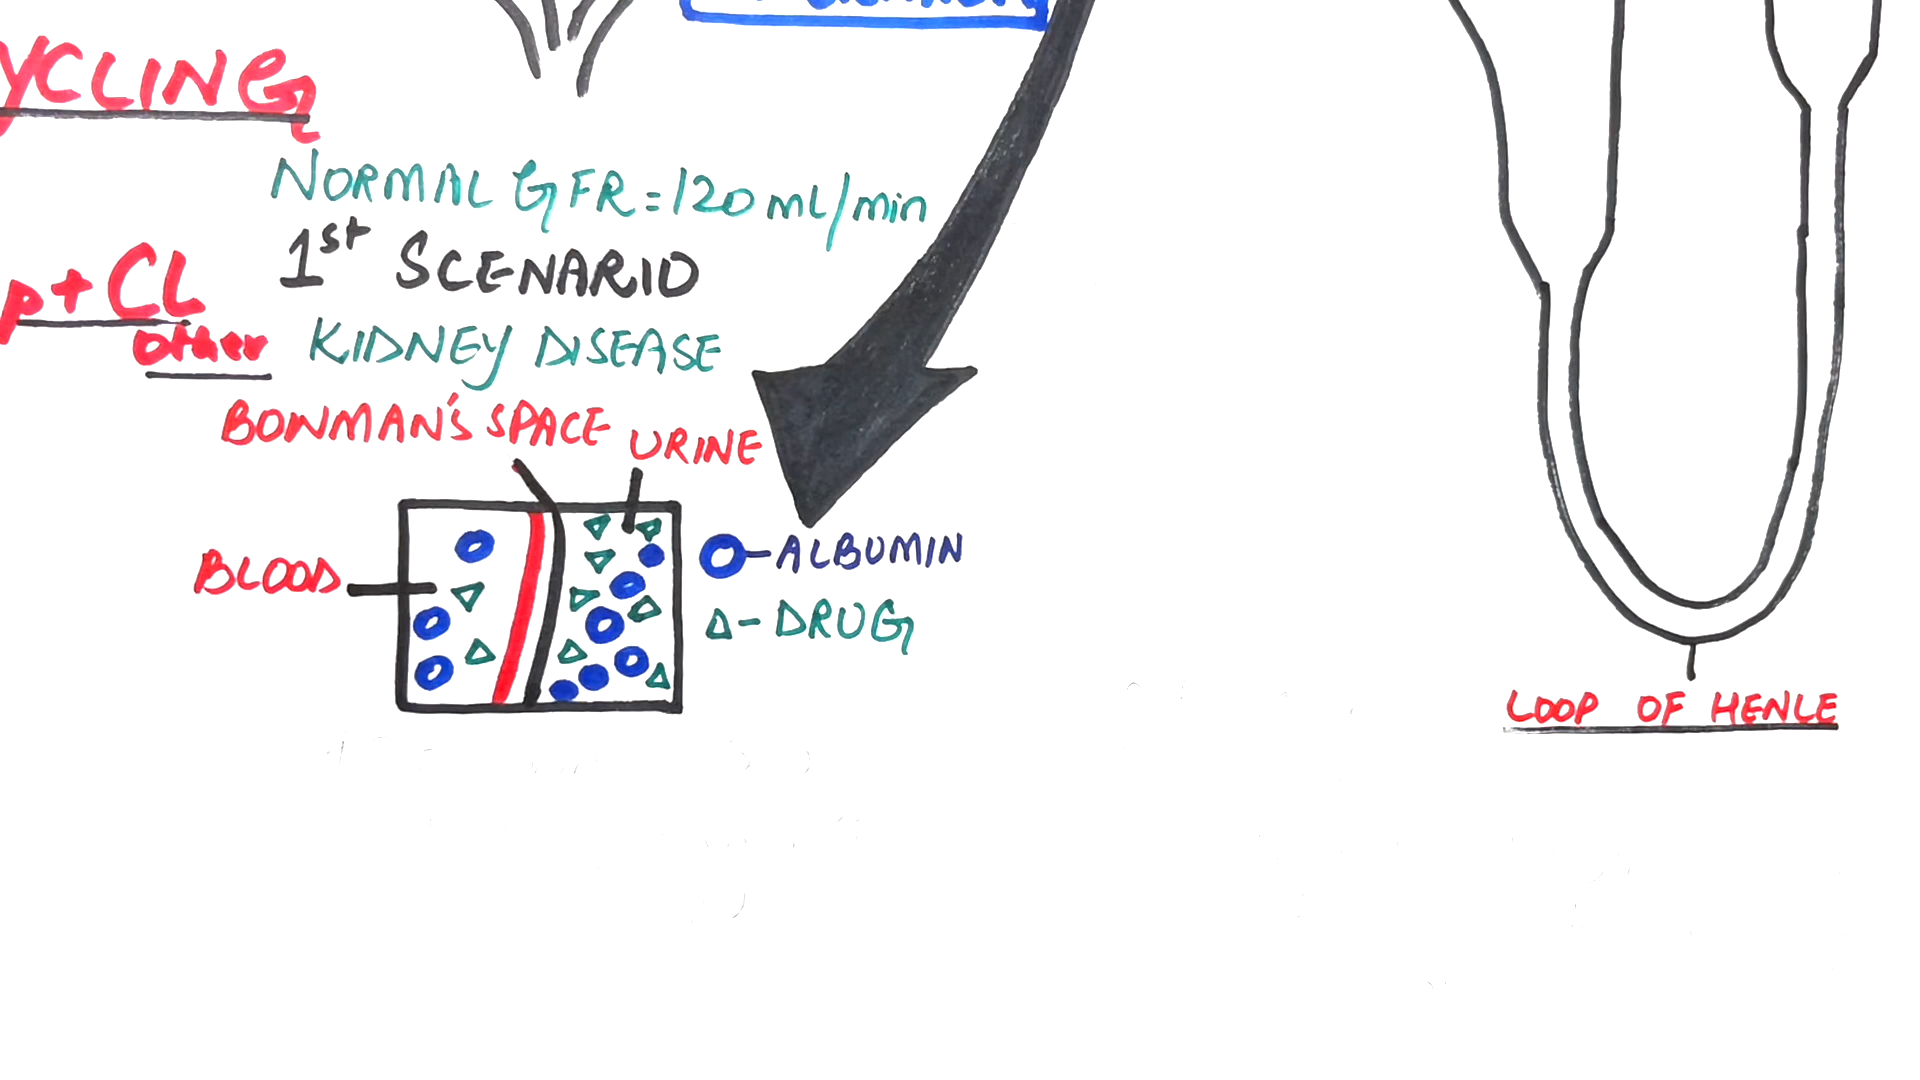 NORMAL GFR = 120 mL/min
1st SCENARIO
P + CL
other
KIDNEY DISEASE
BOWMAN'S SPACE
URINE
BLOOD
ALBUMIN
Δ - DRUG
LOOP OF HENLE